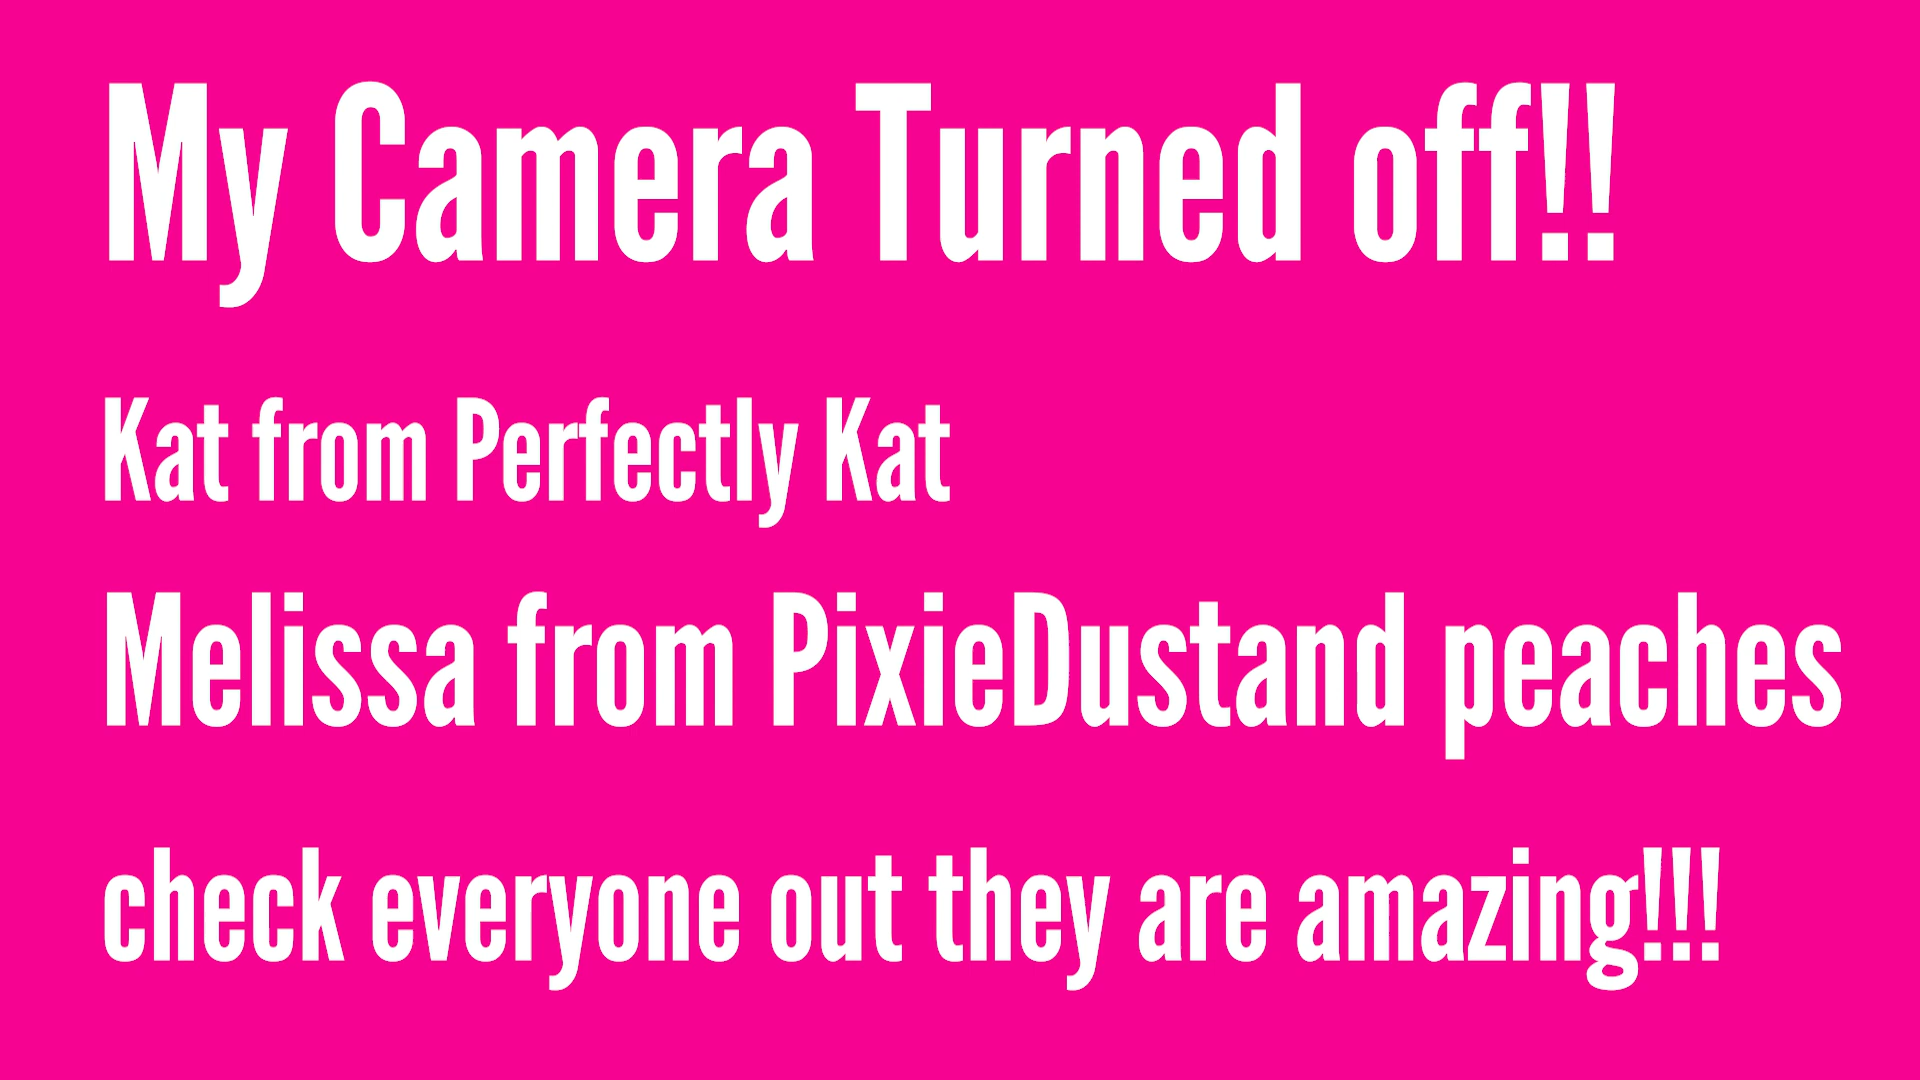 My Camera Turned off!!
Kat from Perfectly Kat
Melissa from PixieDustand peaches
check everyone out they are amazing!!!